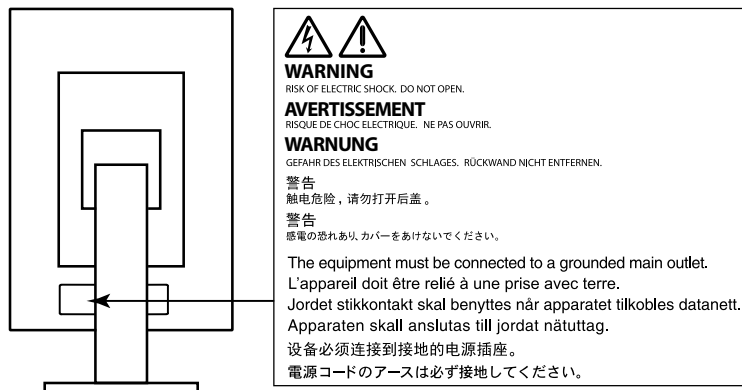 WARNING
RISK OF ELECTRIC SHOCK. DO NOT OPEN.
AVERTISSEMENT
RISQUE DE CHOC ELECTRIQUE. NE PAS OUVRIR.
WARNUNG
GEFAHR DES ELEKTRISCHEN SCHLAGES. RÜCKWAND NICHT ENTFERNEN.
警告
触电危险，请勿打开后盖。
警告
感電の恐れあり、カバーをあけないでください。
The equipment must be connected to a grounded main outlet.
L'appareil doit être relié à une prise avec terre.
Jordet stikkontakt skal benyttes når apparatet tilkobles datanett.
Apparaten skall anslutas till jordat nätuttag.
设备必须连接到接地的电源插座。
電源コードのアースは必ず接地してください。